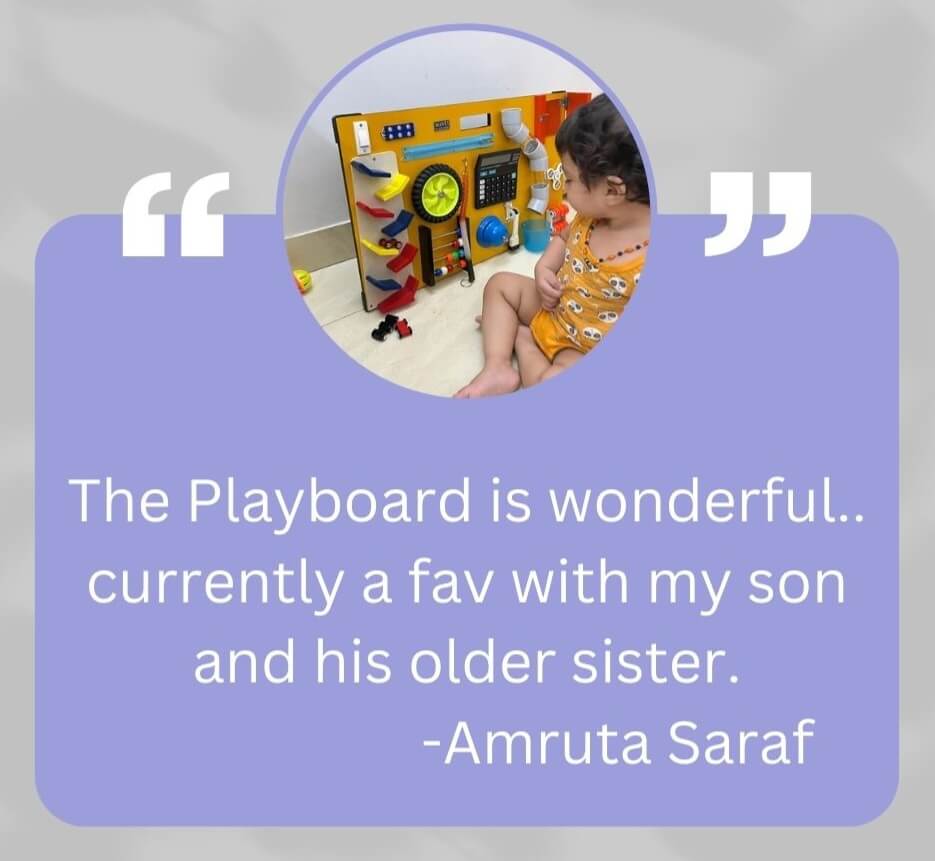 The Playboard is wonderful..
currently a fav with my son
and his older sister.
-Amruta Saraf